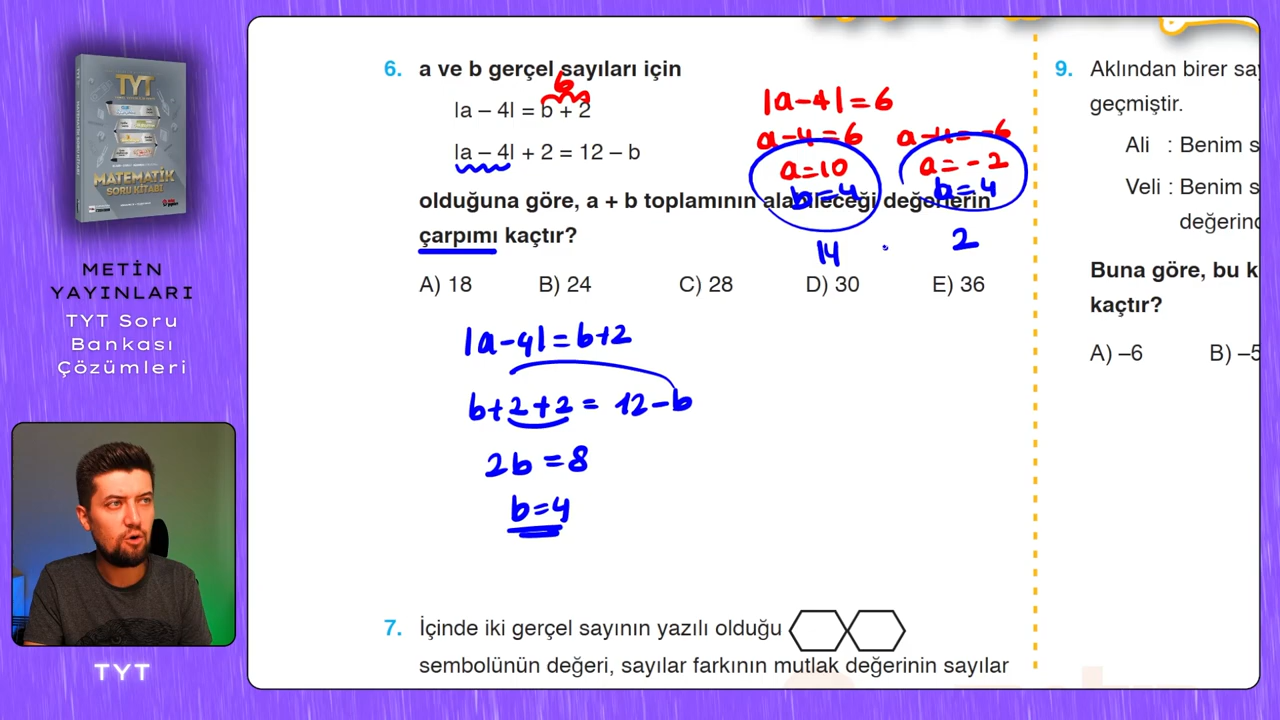 TYT
MATEMATİK
SORU KİTABI
METİN
YAYINLARI
TYT Soru
Bankası
Çözümleri
TYT
6. a ve b gerçel sayıları için
6
|a – 4| = b + 2
|a – 4| + 2 = 12 – b
|a-4| = 6
a-4=6 a-4=-6
a=10 a=-2
b=4 b=4
olduğuna göre, a + b toplamının alabileceği değerlerin
çarpımı kaçtır?
14 . 2
A) 18 B) 24 C) 28 D) 30 E) 36
|a-4|=b+2
b+2+2= 12-b
2b=8
b=4
7. İçinde iki gerçel sayının yazılı olduğu
sembolünün değeri, sayılar farkının mutlak değerinin sayılar
9. Aklından birer sa
geçmiştir.
Ali : Benim s
Veli : Benim s
değerind
Buna göre, bu k
kaçtır?
A) –6 B) –5